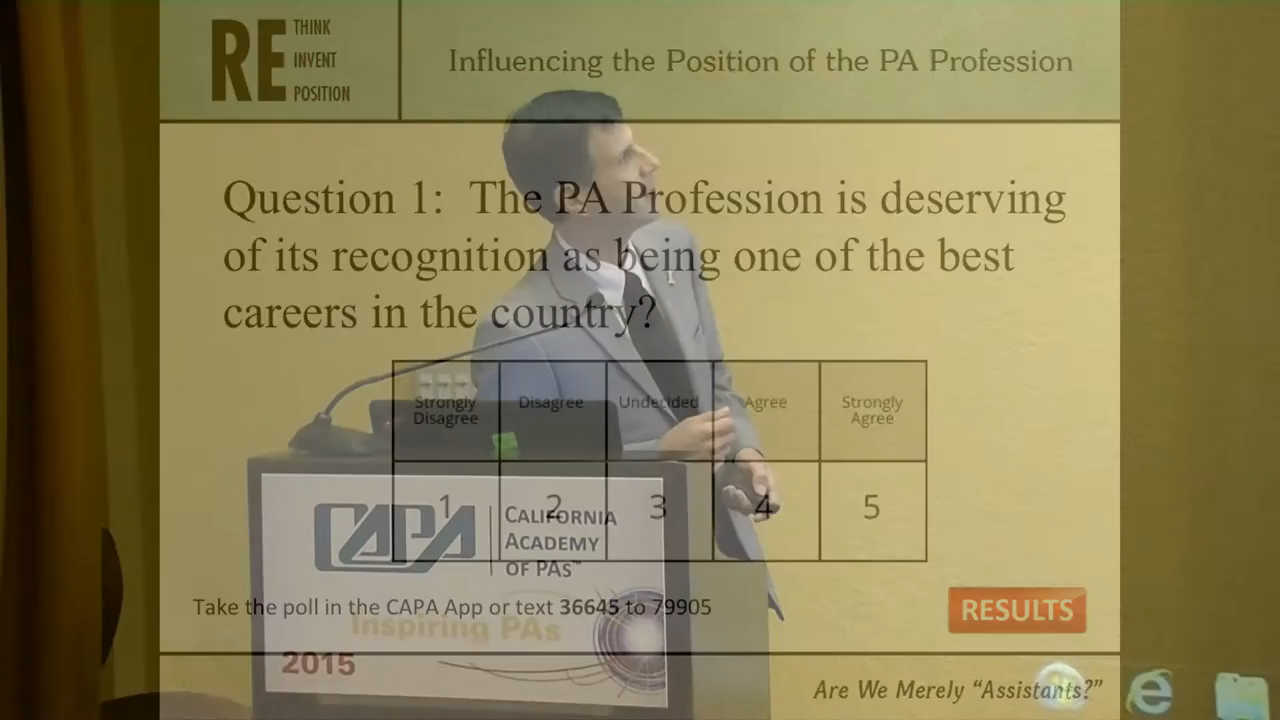 RE THINK
INVENT
POSITION
Influencing the Position of the PA Profession
Question 1: The PA Profession is deserving
of its recognition as being one of the best
careers in the country?
Strongly Disagree Disagree Undecided Agree Strongly Agree
1 2 3 4 5
CAPA CALIFORNIA
ACADEMY
OF PAs™
Take the poll in the CAPA App or text 36645 to 79905
RESULTS
Inspiring PAs
2015
Are We Merely “Assistants?”